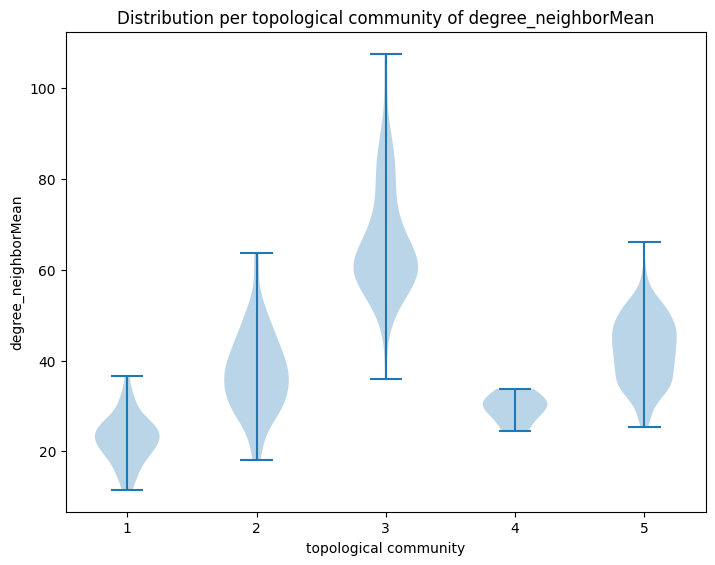 Distribution per topological community of degree_neighborMean
degree_neighborMean
100
80
60
40
20
1 2 3 4 5
topological community